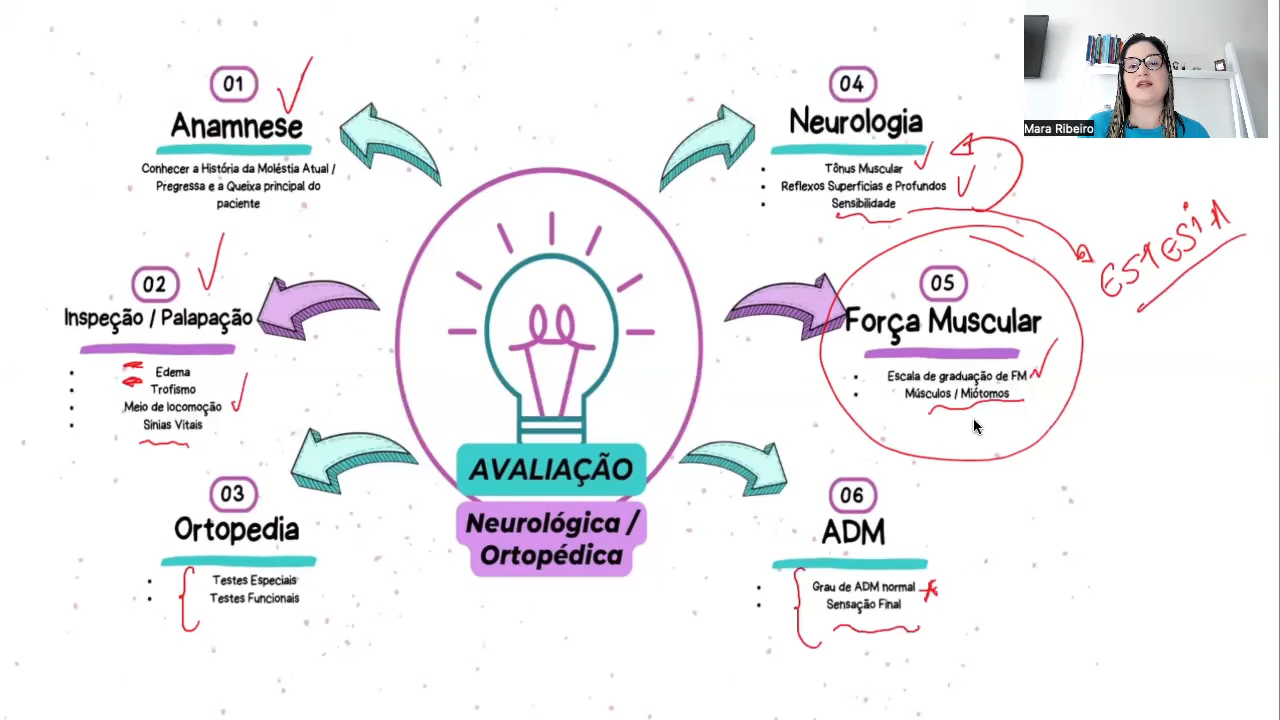 01
Anamnese
Conhecer a História da Moléstia Atual /
Pregressa e a Queixa principal do
paciente
02
Inspeção / Palapação
Edema
Trofismo
Meio de locomoção
Sinias Vitais
03
Ortopedia
Testes Especiais
Testes Funcionais
AVALIAÇÃO
Neurológica /
Ortopédica
04
Neurologia
Tônus Muscular
Reflexos Superficias e Profundos
Sensibilidade
ESTESIA
05
Força Muscular
Escala de graduação de FM
Músculos / Miótomos
06
ADM
Grau de ADM normal
Sensação Final
Mara Ribeiro